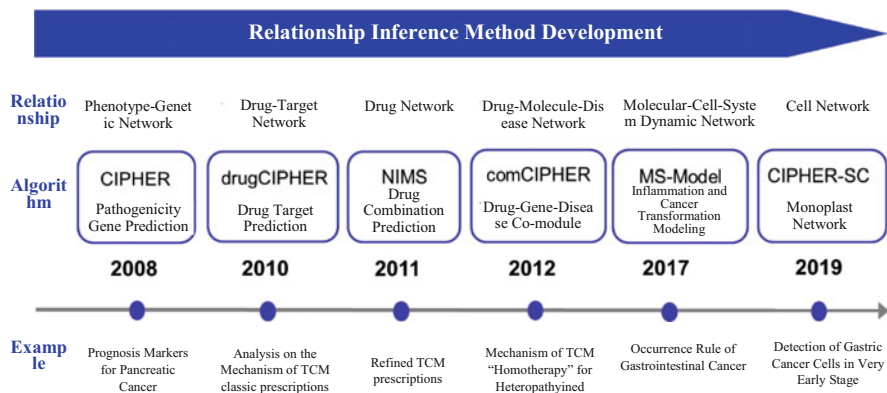 Relationship Inference Method Development
Relatio
nship
Phenotype-Genet
ic Network
Drug-Target
Network
Drug Network
Drug-Molecule-Dis
ease Network
Molecular-Cell-Syste
m Dynamic Network
Cell Network
Algorit
hm
CIPHER
Pathogenicity
Gene Prediction
drugCIPHER
Drug Target
Prediction
NIMS
Drug
Combination
Prediction
comCIPHER
Drug-Gene-Disea
se Co-module
MS-Model
Inflammation and
Cancer
Transformation
Modeling
CIPHER-SC
Monoplast
Network
2008
2010
2011
2012
2017
2019
Examp
le
Prognosis Markers
for Pancreatic
Cancer
Analysis on the
Mechanism of TCM
classic prescriptions
Refined TCM
prescriptions
Mechanism of TCM
“Homotherapy” for
Heteropathyined
Occurrence Rule of
Gastrointestinal Cancer
Detection of Gastric
Cancer Cells in Very
Early Stage